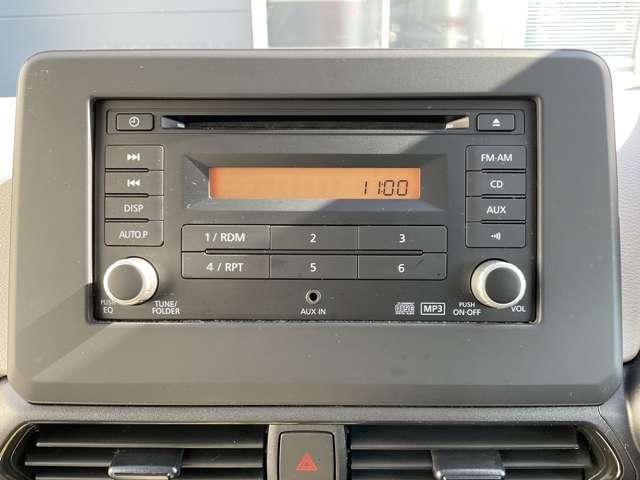 FM·AM
11:00
CD
DISP
AUX
AUTO.P
1 / RDM 2 3
4 / RPT 5 6
PUSH
EQ
TUNE/
FOLDER
AUX IN
MP3
PUSH
ON·OFF
VOL